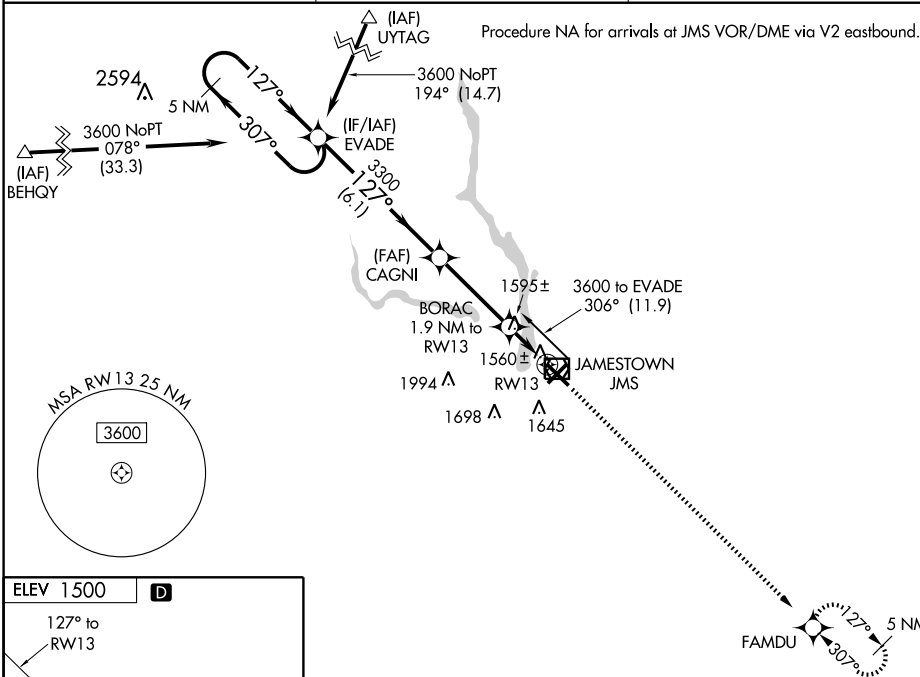 Procedure NA for arrivals at JMS VOR/DME via V2 eastbound.
(IAF)
UYTAG
3600 NoPT
194° (14.7)
2594
5 NM
127°
307°
(IF/IAF)
EVADE
3600 NoPT
078°
(33.3)
(IAF)
BEHQY
3300
127°
(6.1)
(FAF)
CAGNI
1595±
3600 to EVADE
306° (11.9)
BORAC
1.9 NM to
RW13
1560±
JAMESTOWN
JMS
RW13
1994
1698
1645
MSA RW13 25 NM
3600
ELEV 1500
D
127° to
RW13
FAMDU
127°
307°
5 NM